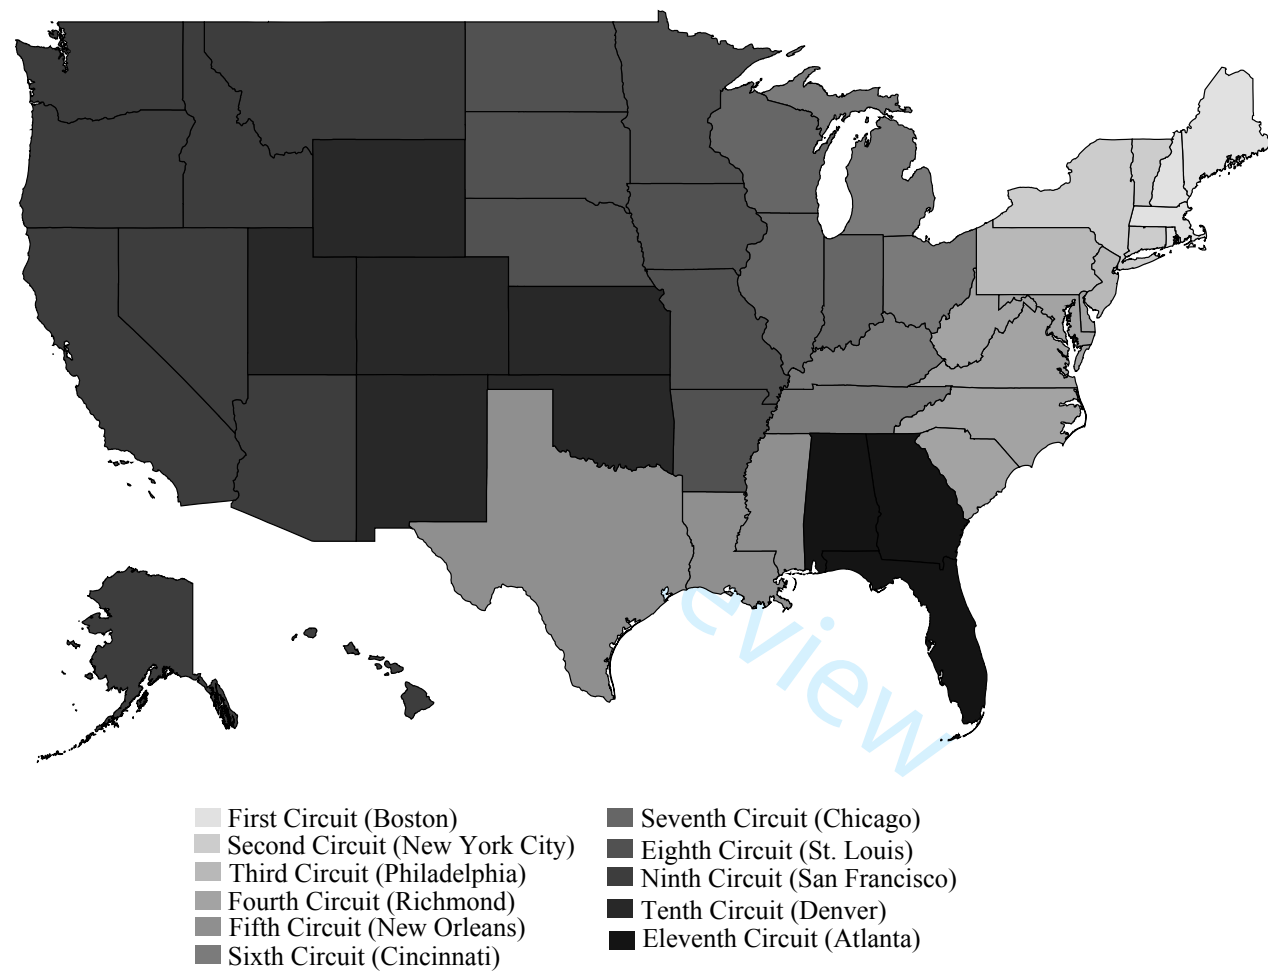 eview
First Circuit (Boston)
Second Circuit (New York City)
Third Circuit (Philadelphia)
Fourth Circuit (Richmond)
Fifth Circuit (New Orleans)
Sixth Circuit (Cincinnati)
Seventh Circuit (Chicago)
Eighth Circuit (St. Louis)
Ninth Circuit (San Francisco)
Tenth Circuit (Denver)
Eleventh Circuit (Atlanta)